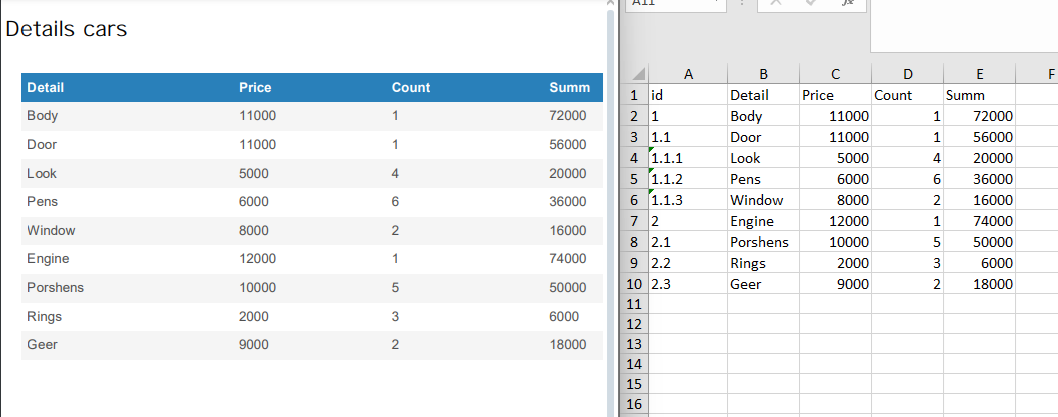 Details cars
Detail Price Count Summ
Body 11000 1 72000
Door 11000 1 56000
Look 5000 4 20000
Pens 6000 6 36000
Window 8000 2 16000
Engine 12000 1 74000
Porshens 10000 5 50000
Rings 2000 3 6000
Geer 9000 2 18000
A11 fx
A B C D E F
1 id Detail Price Count Summ
2 1 Body 11000 1 72000
3 1.1 Door 11000 1 56000
4 1.1.1 Look 5000 4 20000
5 1.1.2 Pens 6000 6 36000
6 1.1.3 Window 8000 2 16000
7 2 Engine 12000 1 74000
8 2.1 Porshens 10000 5 50000
9 2.2 Rings 2000 3 6000
10 2.3 Geer 9000 2 18000
11
12
13
14
15
16